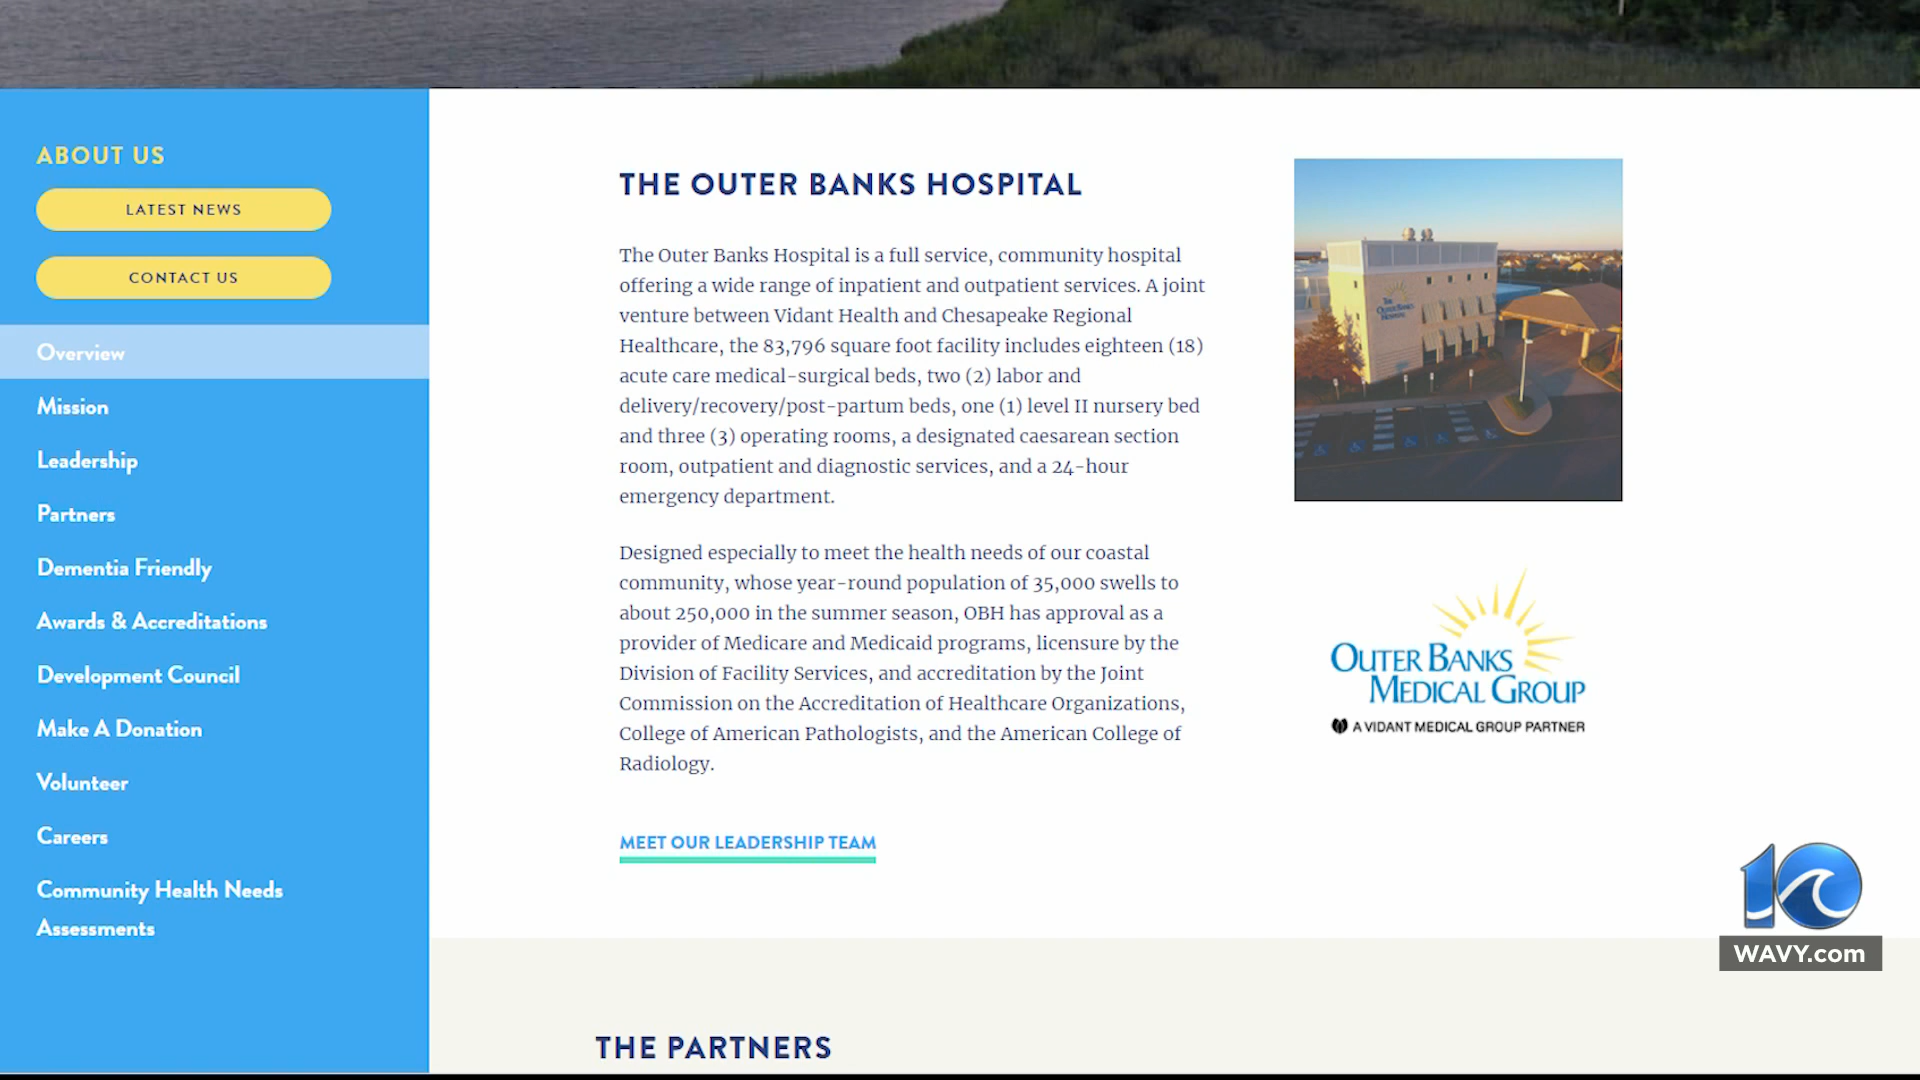 ABOUT US
LATEST NEWS
CONTACT US
Overview
Mission
Leadership
Partners
Dementia Friendly
Awards & Accreditations
Development Council
Make A Donation
Volunteer
Careers
Community Health Needs
Assessments
THE OUTER BANKS HOSPITAL
The Outer Banks Hospital is a full service, community hospital
offering a wide range of inpatient and outpatient services. A joint
venture between Vidant Health and Chesapeake Regional
Healthcare, the 83,796 square foot facility includes eighteen (18)
acute care medical-surgical beds, two (2) labor and
delivery/recovery/post-partum beds, one (1) level II nursery bed
and three (3) operating rooms, a designated caesarean section
room, outpatient and diagnostic services, and a 24-hour
emergency department.
Designed especially to meet the health needs of our coastal
community, whose year-round population of 35,000 swells to
about 250,000 in the summer season, OBH has approval as a
provider of Medicare and Medicaid programs, licensure by the
Division of Facility Services, and accreditation by the Joint
Commission on the Accreditation of Healthcare Organizations,
College of American Pathologists, and the American College of
Radiology.
MEET OUR LEADERSHIP TEAM
THE
OUTER BANKS
HOSPITAL
OUTER BANKS
MEDICAL GROUP
A VIDANT MEDICAL GROUP PARTNER
10
WAVY.com
THE PARTNERS